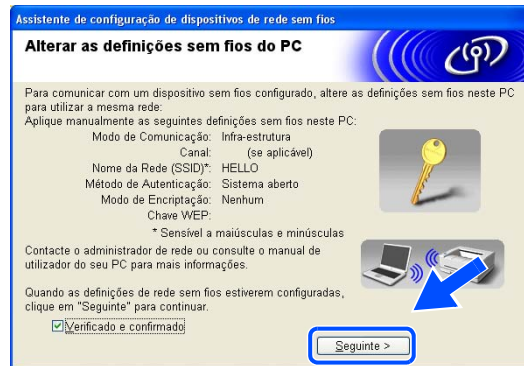 Assistente de configuração de dispositivos de rede sem fios
Alterar as definições sem fios do PC
Para comunicar com um dispositivo sem fios configurado, altere as definições sem fios neste PC
para utilizar a mesma rede:
Aplique manualmente as seguintes definições sem fios neste PC:
Modo de Comunicação: Infra-estrutura
Canal: (se aplicável)
Nome da Rede (SSID)*: HELLO
Método de Autenticação: Sistema aberto
Modo de Encriptação: Nenhum
Chave WEP:
* Sensível a maiúsculas e minúsculas
Contacte o administrador de rede ou consulte o manual de
utilizador do seu PC para mais informações.
Quando as definições de rede sem fios estiverem configuradas,
clique em "Seguinte" para continuar.
Verificado e confirmado
Seguinte >